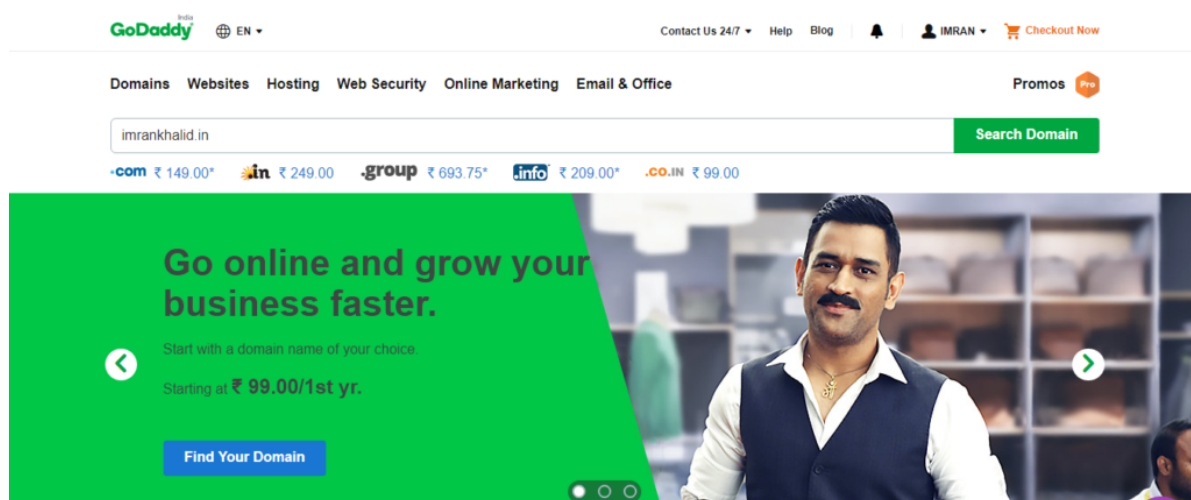 India
GoDaddy
EN
Contact Us 24/7
Help
Blog
IMRAN
Checkout Now
Domains
Websites
Hosting
Web Security
Online Marketing
Email & Office
Promos
Pro
imrankhalid.in
Search Domain
.com ₹ 149.00*
.in ₹ 249.00
.group ₹ 693.75*
.info ₹ 209.00*
.co.in ₹ 99.00
Go online and grow your
business faster.
Start with a domain name of your choice.
Starting at ₹ 99.00/1st yr.
Find Your Domain